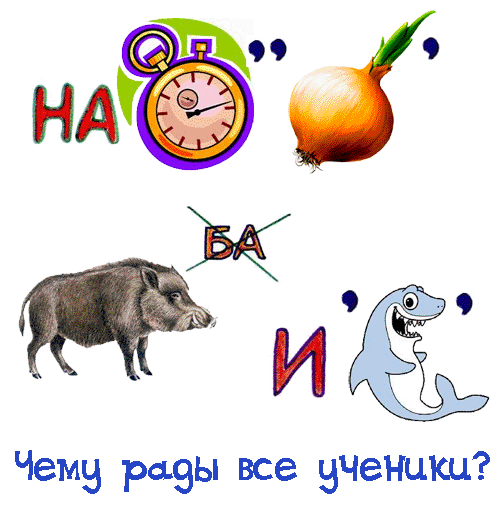 НА ,, ,
БА
, ,
И
Чему рады все ученики?